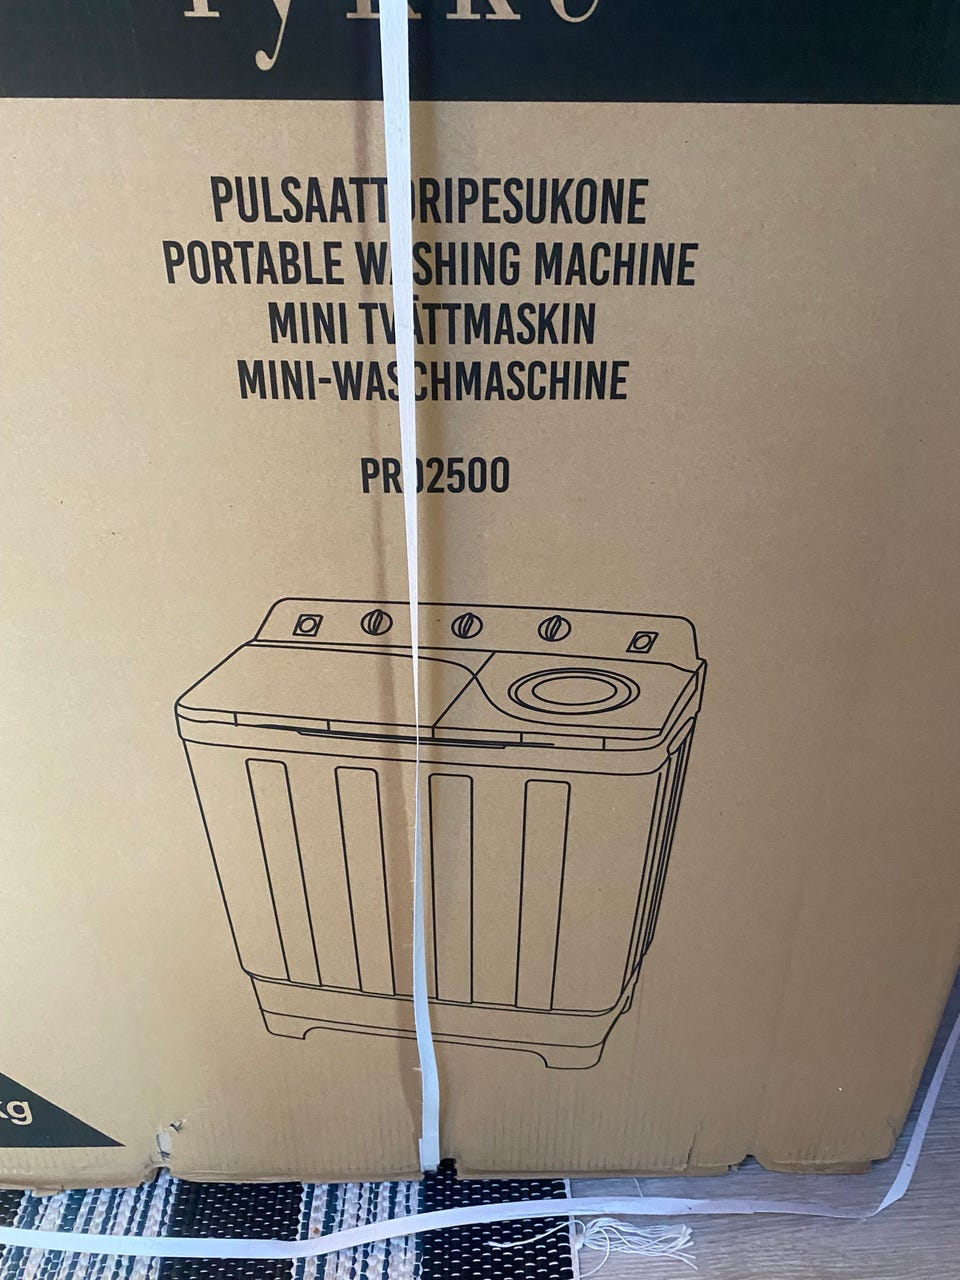 PULSAATTORIPESUKONE
PORTABLE WASHING MACHINE
MINI TVÄTTMASKIN
MINI-WASCHMASCHINE
PRO2500
kg